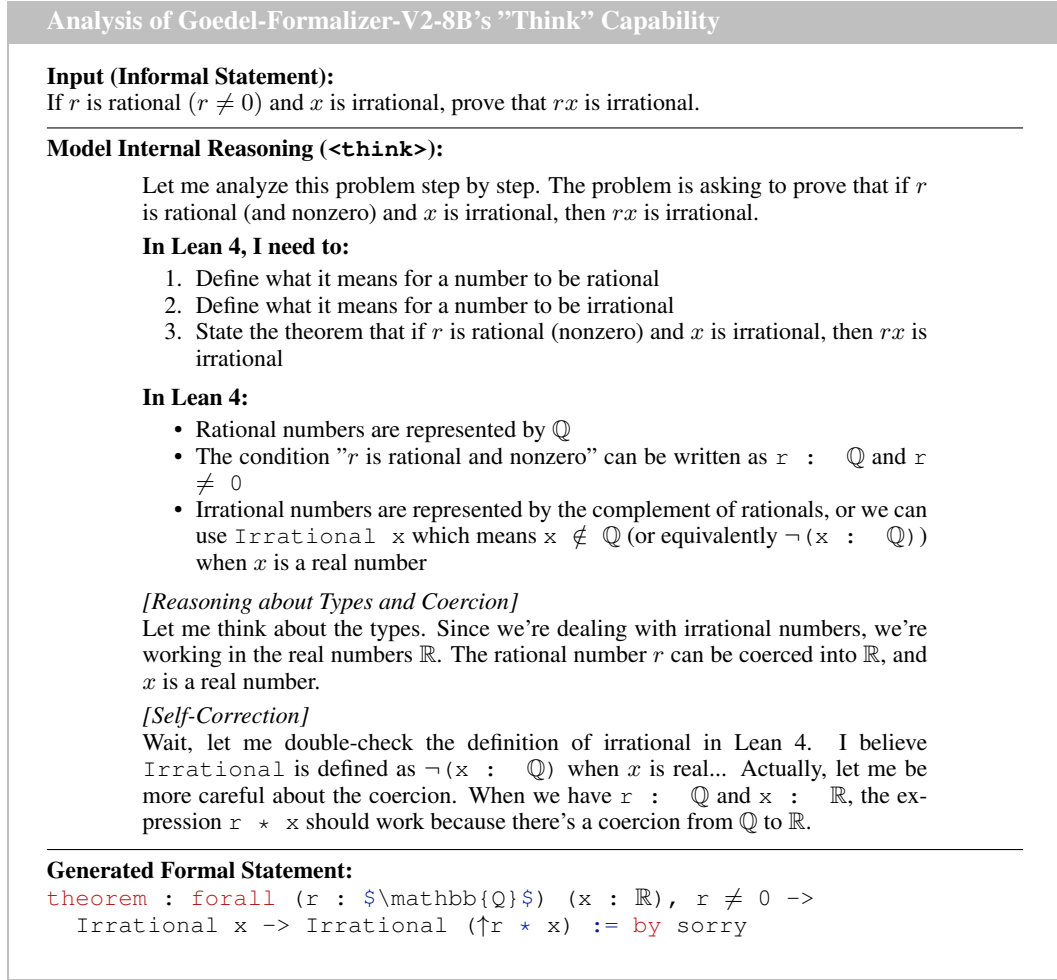 Analysis of Goedel-Formalizer-V2-8B's ”Think” Capability
Input (Informal Statement):
If r is rational (r ≠ 0) and x is irrational, prove that rx is irrational.
Model Internal Reasoning (<think>):
Let me analyze this problem step by step. The problem is asking to prove that if r
is rational (and nonzero) and x is irrational, then rx is irrational.
In Lean 4, I need to:
1. Define what it means for a number to be rational
2. Define what it means for a number to be irrational
3. State the theorem that if r is rational (nonzero) and x is irrational, then rx is
irrational
In Lean 4:
• Rational numbers are represented by ℚ
• The condition ”r is rational and nonzero” can be written as r : ℚ and r
≠ 0
• Irrational numbers are represented by the complement of rationals, or we can
use Irrational x which means x ∉ ℚ (or equivalently ¬(x : ℚ))
when x is a real number
[Reasoning about Types and Coercion]
Let me think about the types. Since we're dealing with irrational numbers, we're
working in the real numbers ℝ. The rational number r can be coerced into ℝ, and
x is a real number.
[Self-Correction]
Wait, let me double-check the definition of irrational in Lean 4. I believe
Irrational is defined as ¬(x : ℚ) when x is real... Actually, let me be
more careful about the coercion. When we have r : ℚ and x : ℝ, the ex-
pression r * x should work because there's a coercion from ℚ to ℝ.
Generated Formal Statement:
theorem : forall (r : $\mathbb{Q}$) (x : ℝ), r ≠ 0 ->
Irrational x -> Irrational (↑r * x) := by sorry